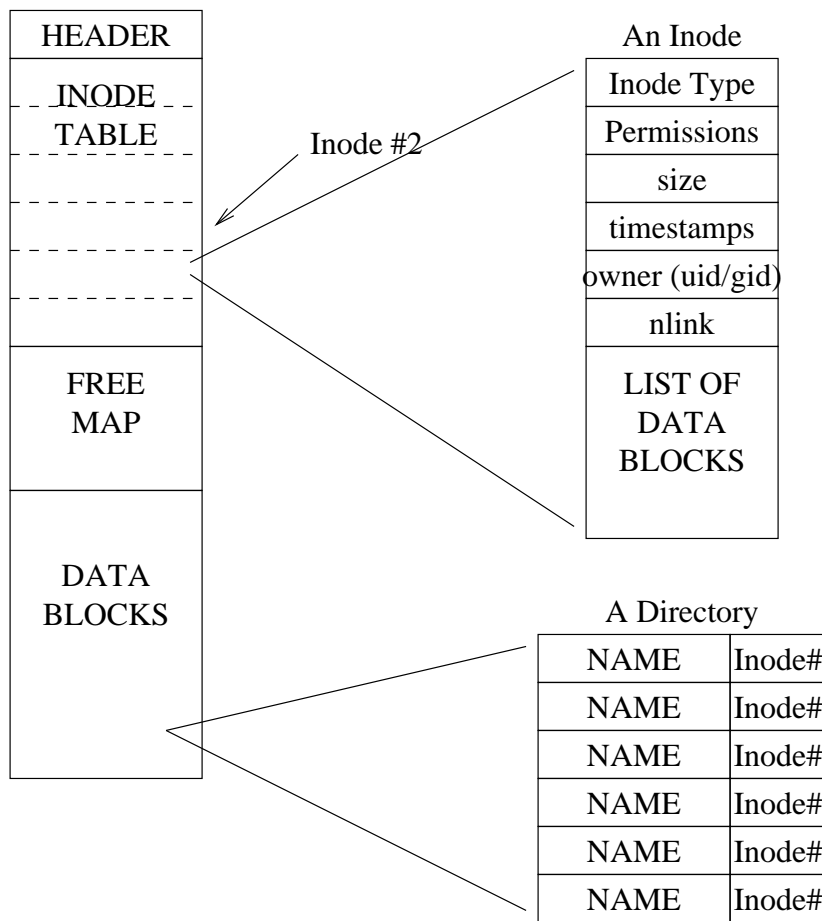 HEADER
INODE
TABLE
Inode #2
FREE
MAP
DATA
BLOCKS
An Inode
Inode Type
Permissions
size
timestamps
owner (uid/gid)
nlink
LIST OF
DATA
BLOCKS
A Directory
NAME Inode#
NAME Inode#
NAME Inode#
NAME Inode#
NAME Inode#
NAME Inode#